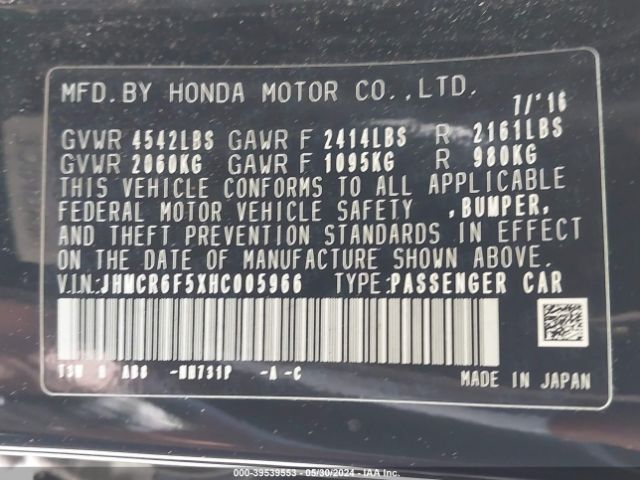 MFD. BY HONDA MOTOR CO.,LTD. 7/'16
GVWR 4542LBS GAWR F 2414LBS R 2161LBS
GVWR 2060KG GAWR F 1095KG R 980KG
THIS VEHICLE CONFORMS TO ALL APPLICABLE
FEDERAL MOTOR VEHICLE SAFETY ,BUMPER,
AND THEFT PREVENTION STANDARDS IN EFFECT
ON THE DATE OF MANUFACTURE SHOWN ABOVE.
V.I.N:JHMCR6F5XHC005966 TYPE:PASSENGER CAR
-NH731P -A -C
MADE IN JAPAN
000-39539553 - 05/30/2024 - IAA Inc.